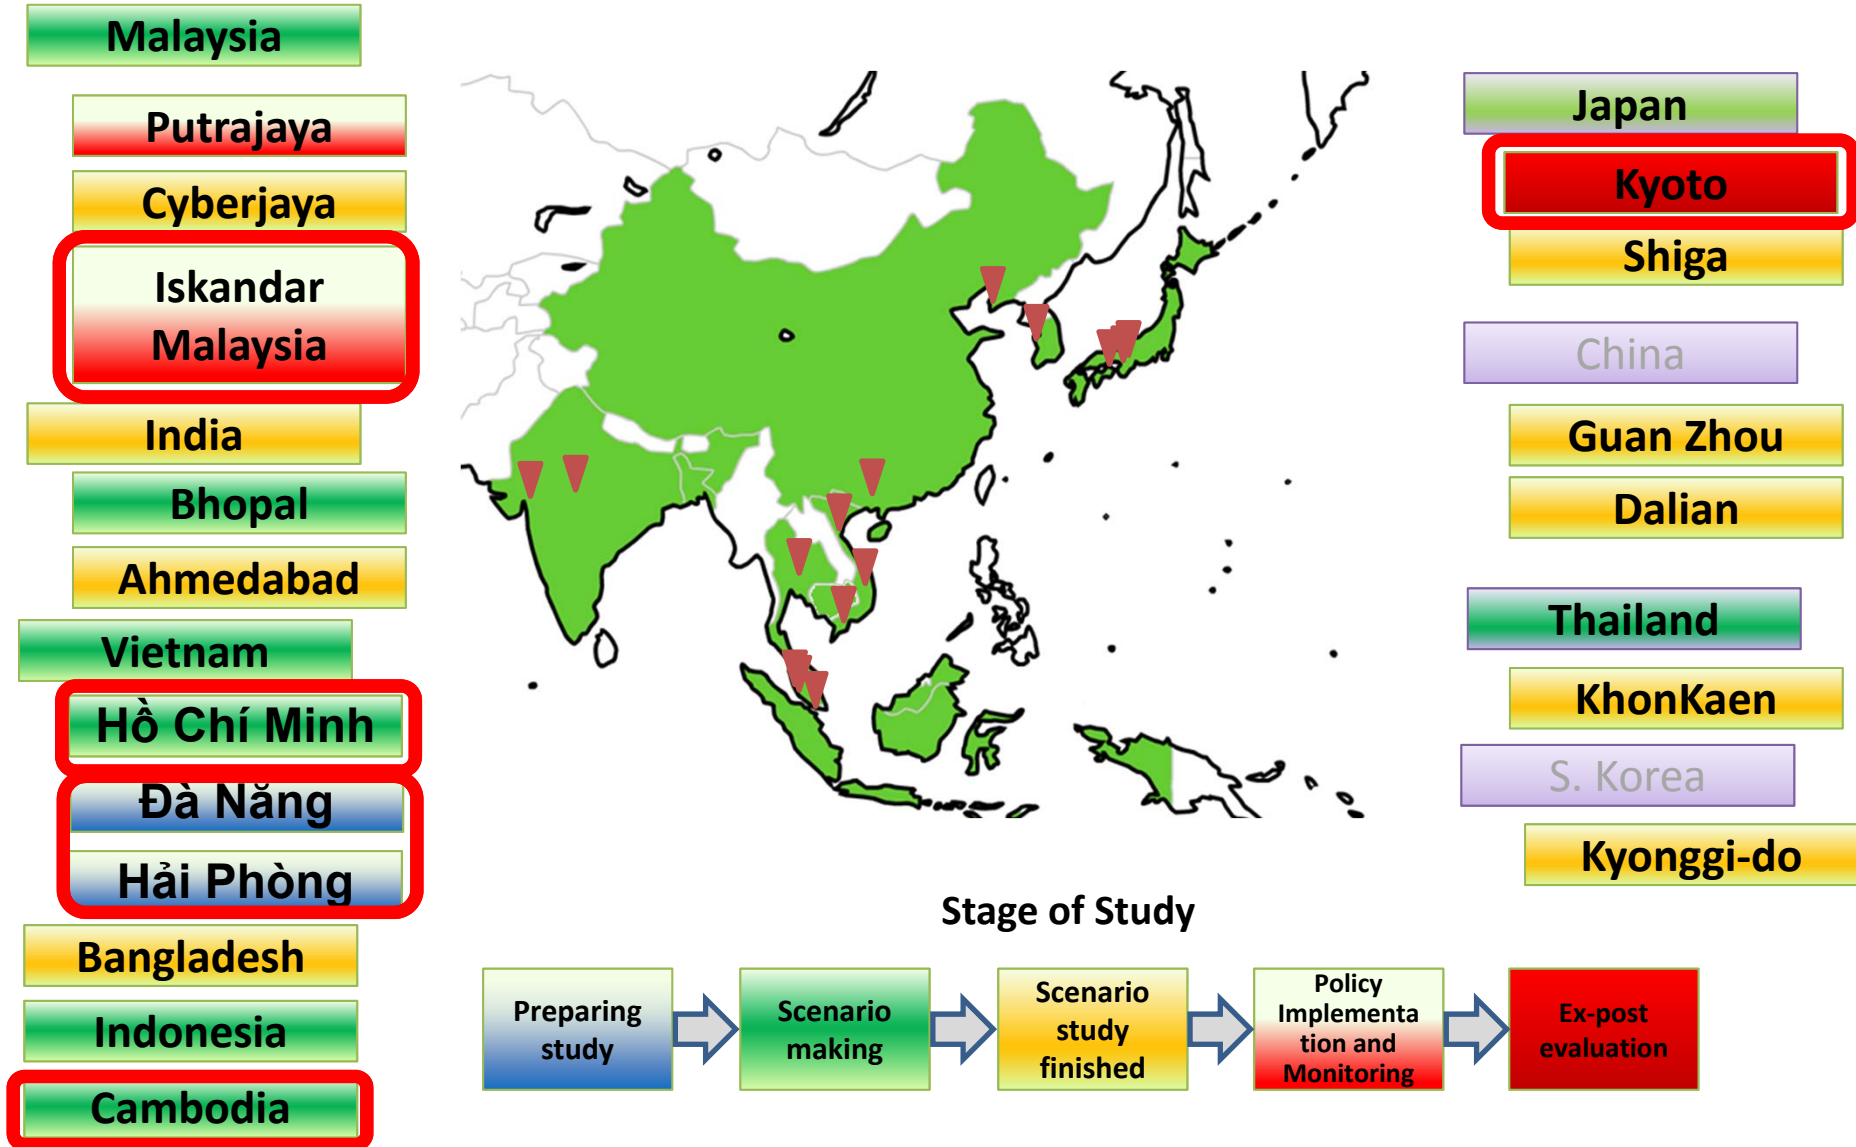 Malaysia
Putrajaya
Cyberjaya
Iskandar
Malaysia
India
Bhopal
Ahmedabad
Vietnam
Hồ Chí Minh
Đà Nẵng
Hải Phòng
Bangladesh
Indonesia
Cambodia
Japan
Kyoto
Shiga
China
Guan Zhou
Dalian
Thailand
KhonKaen
S. Korea
Kyonggi-do
Stage of Study
Preparing
study
Scenario
making
Scenario
study
finished
Policy
Implementa
tion and
Monitoring
Ex-post
evaluation